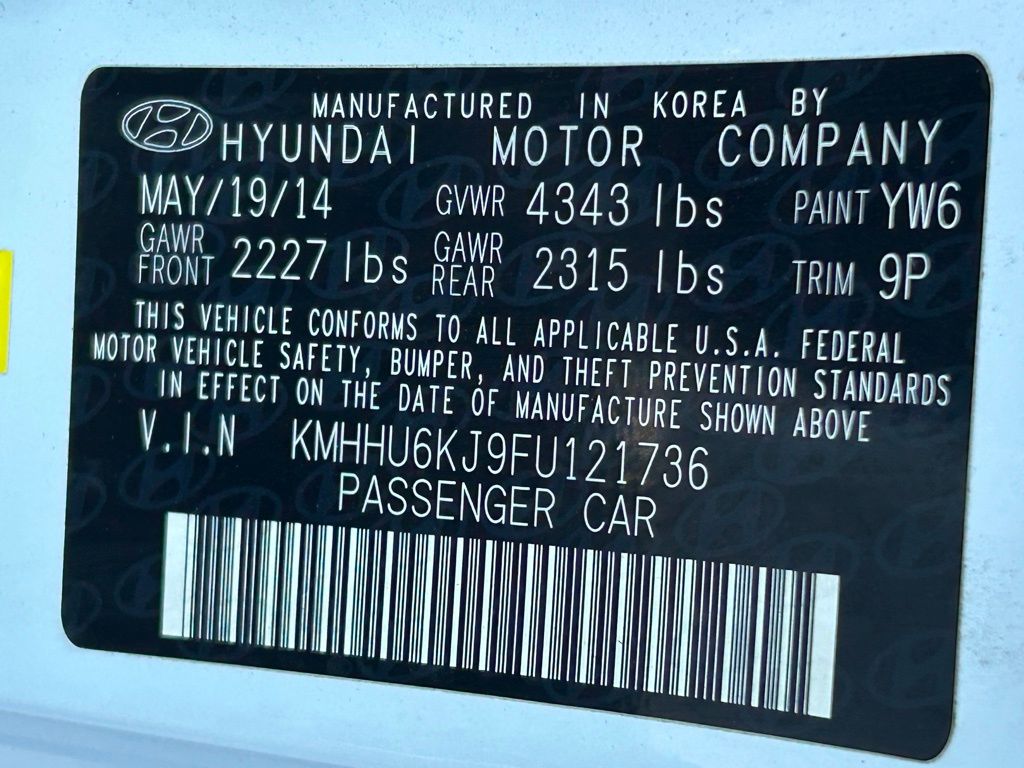 MANUFACTURED IN KOREA BY
HYUNDAI MOTOR COMPANY
MAY/19/14 GVWR 4343 lbs PAINT YW6
GAWR FRONT 2227 lbs GAWR REAR 2315 lbs TRIM 9P
THIS VEHICLE CONFORMS TO ALL APPLICABLE U.S.A. FEDERAL
MOTOR VEHICLE SAFETY, BUMPER, AND THEFT PREVENTION STANDARDS
IN EFFECT ON THE DATE OF MANUFACTURE SHOWN ABOVE
V.I.N KMHHU6KJ9FU121736
PASSENGER CAR